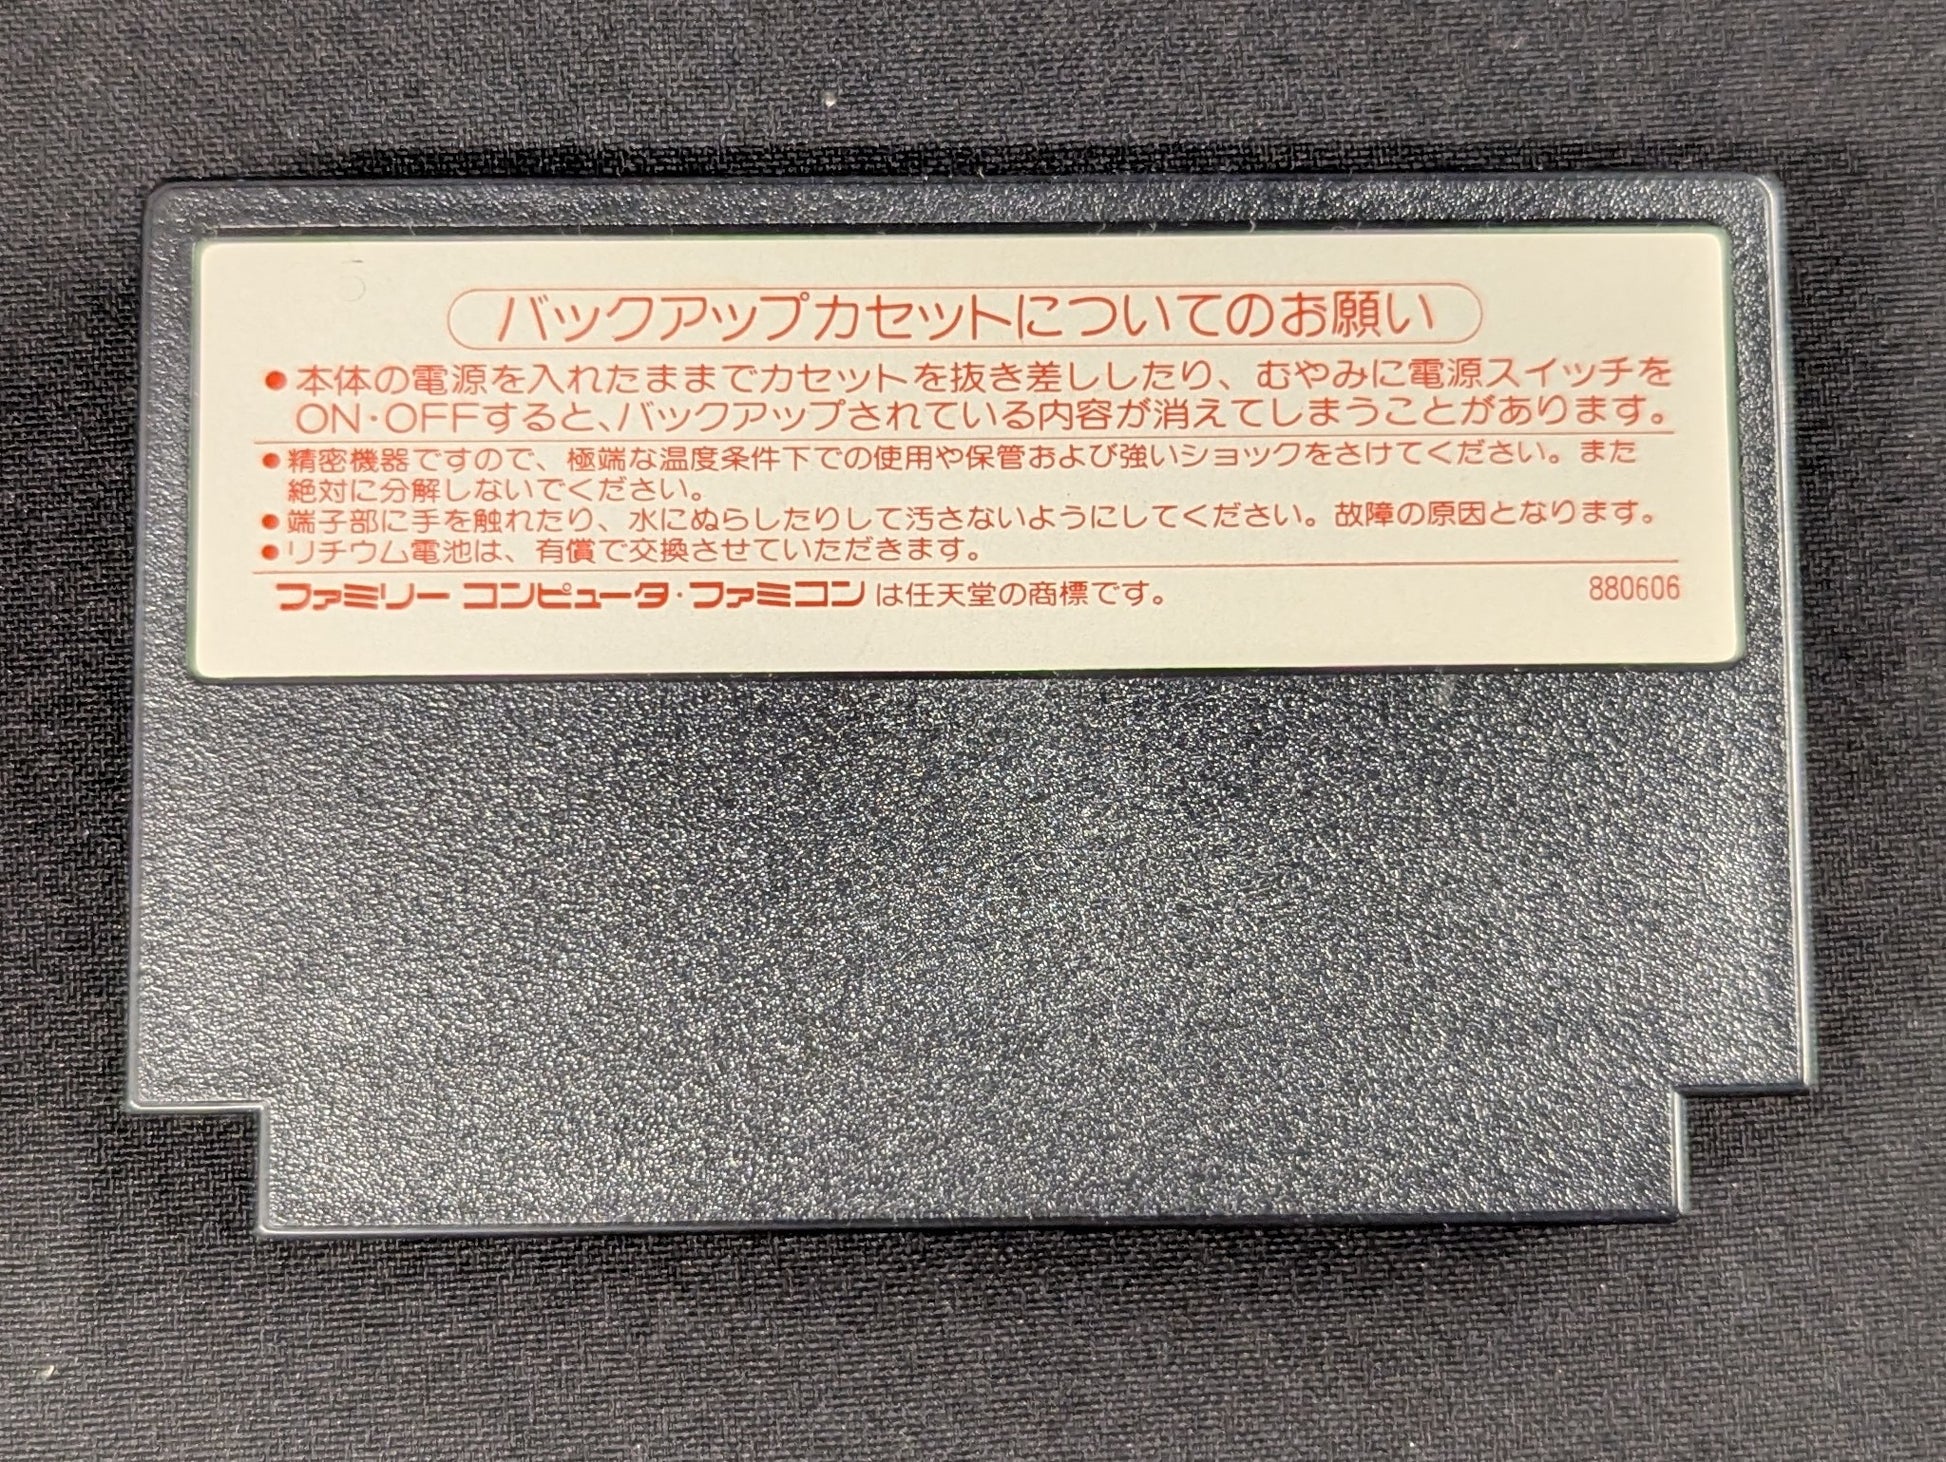 バックアップカセットについてのお願い
●本体の電源を入れたままでカセットを抜き差ししたり、むやみに電源スイッチを
ON・OFFすると、バックアップされている内容が消えてしまうことがあります。
●精密機器ですので、極端な温度条件下での使用や保管および強いショックをさけてください。また
絶対に分解しないでください。
●端子部に手を触れたり、水にぬらしたりして汚さないようにしてください。故障の原因となります。
●リチウム電池は、有償で交換させていただきます。
ファミリー コンピュータ・ファミコンは任天堂の商標です。 880606